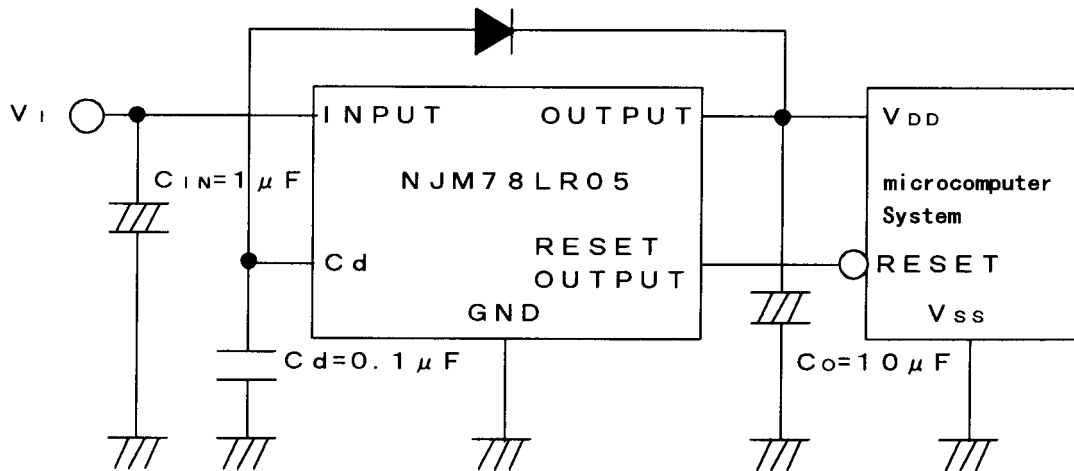 VI
INPUT
OUTPUT
VDD
CIN=1μF
NJM78LR05
microcomputer
System
Cd
RESET
OUTPUT
RESET
GND
VSS
Cd=0.1μF
CO=10μF